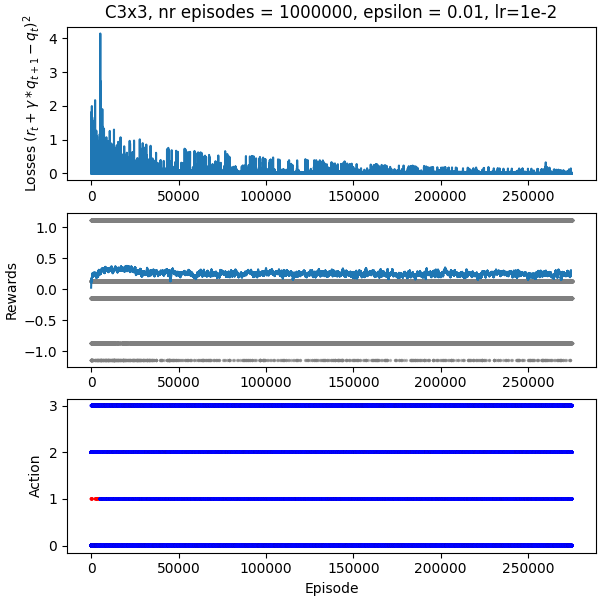 C3x3, nr episodes = 1000000, epsilon = 0.01, lr=1e-2
Losses (r_t + γ * q_{t+1} − q_t)^2
4
3
2
1
0
0 50000 100000 150000 200000 250000
Rewards
1.0
0.5
0.0
−0.5
−1.0
0 50000 100000 150000 200000 250000
Action
3
2
1
0
0 50000 100000 150000 200000 250000
Episode